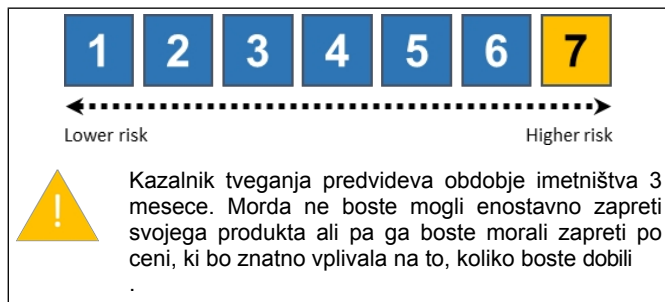 1 2 3 4 5 6 7
Lower risk Higher risk
!
Kazalnik tveganja predvideva obdobje imetništva 3
mesece. Morda ne boste mogli enostavno zapreti
svojega produkta ali pa ga boste morali zapreti po
ceni, ki bo znatno vplivala na to, koliko boste dobili
.